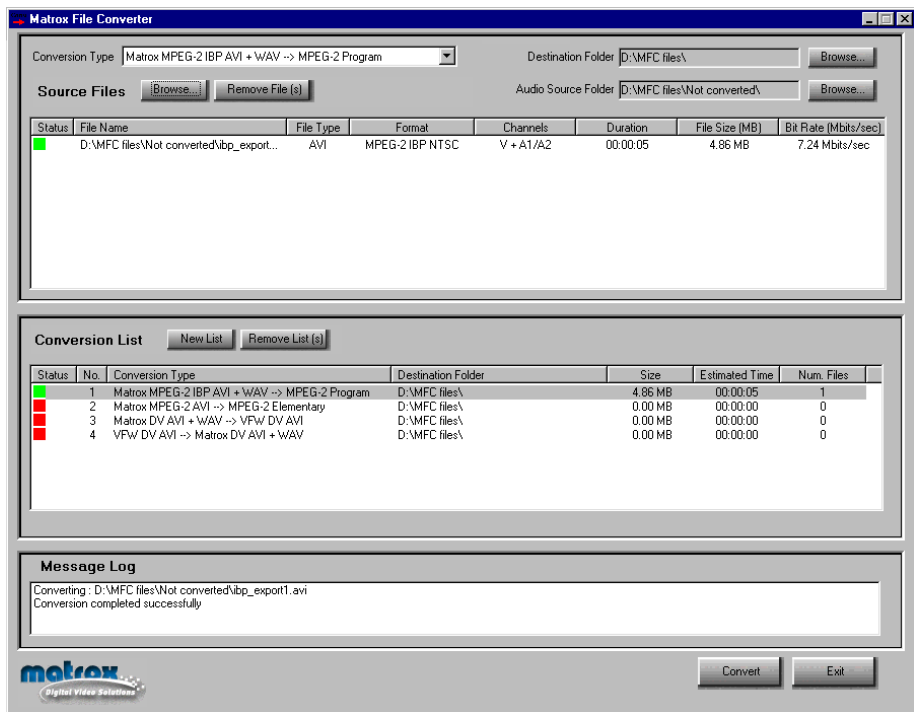 Matrox File Converter
Conversion Type Matrox MPEG-2 IBP AVI + WAV --> MPEG-2 Program Destination Folder D:\MFC files\ Browse...
Source Files Browse... Remove File (s) Audio Source Folder D:\MFC files\Not converted\ Browse...
Status File Name File Type Format Channels Duration File Size (MB) Bit Rate (Mbits/sec)
D:\MFC files\Not converted\ibp_export... AVI MPEG-2 IBP NTSC V + A1/A2 00:00:05 4.86 MB 7.24 Mbits/sec
Conversion List New List Remove List (s)
Status No. Conversion Type Destination Folder Size Estimated Time Num. Files
1 Matrox MPEG-2 IBP AVI + WAV --> MPEG-2 Program D:\MFC files\ 4.86 MB 00:00:05 1
2 Matrox MPEG-2 AVI --> MPEG-2 Elementary D:\MFC files\ 0.00 MB 00:00:00 0
3 Matrox DV AVI + WAV --> VFW DV AVI D:\MFC files\ 0.00 MB 00:00:00 0
4 VFW DV AVI --> Matrox DV AVI + WAV D:\MFC files\ 0.00 MB 00:00:00 0
Message Log
Converting : D:\MFC files\Not converted\ibp_export1.avi
Conversion completed successfully
matrox
Digital Video Solutions
Convert Exit